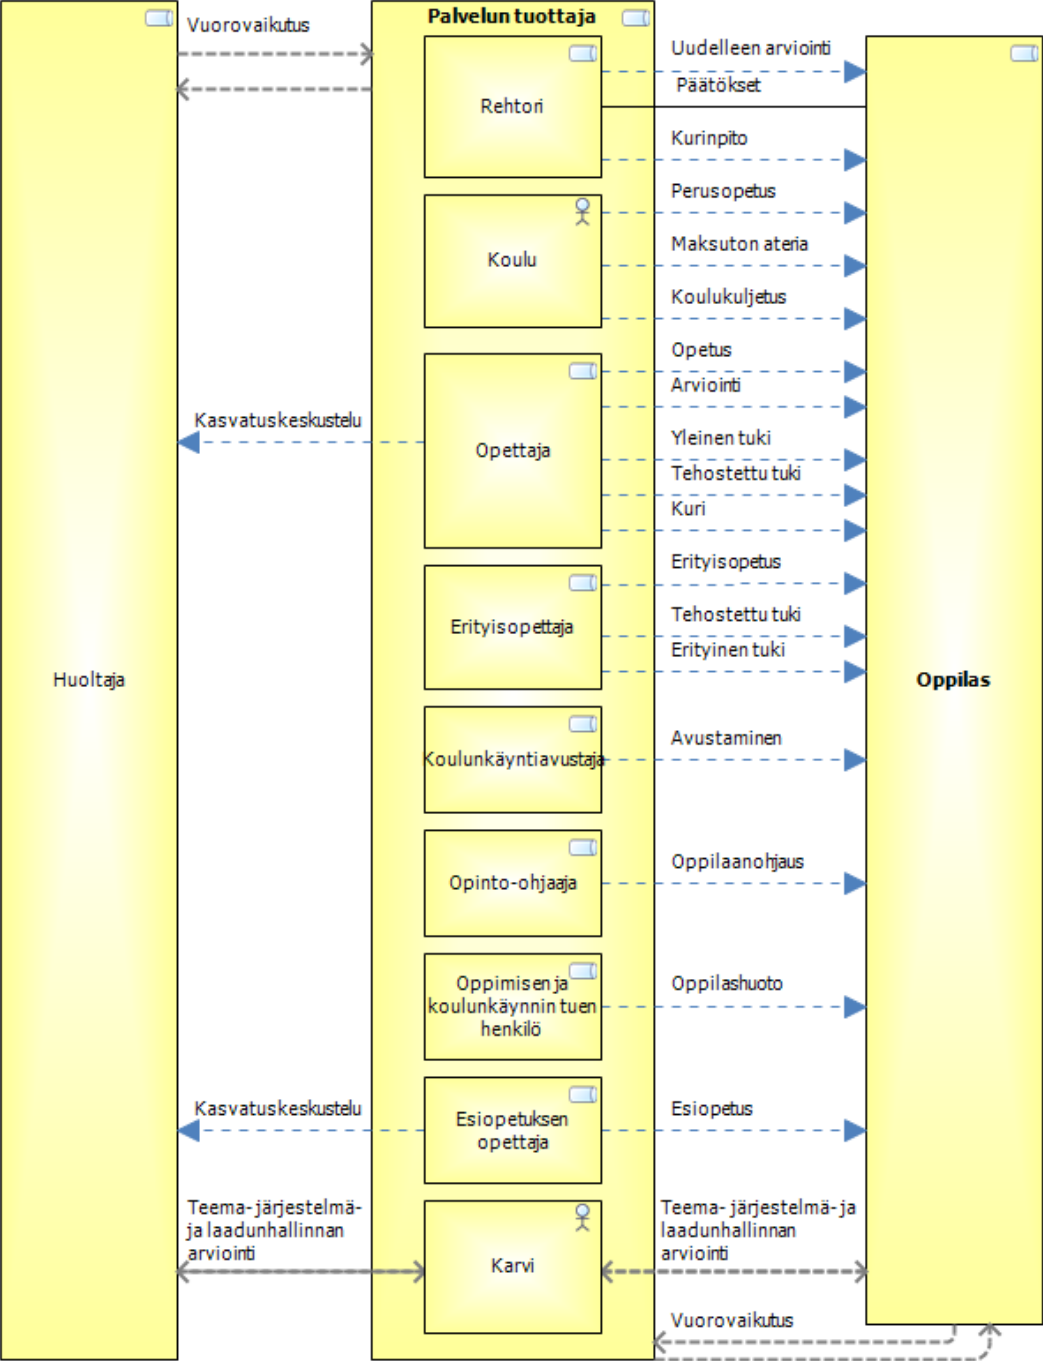 Palvelun tuottaja
Vuorovaikutus
Uudelleen arviointi
Päätökset
Rehtori
Kurinpito
Perusopetus
Maksuton ateria
Koulu
Koulukuljetus
Opetus
Arviointi
Kasvatuskeskustelu
Yleinen tuki
Opettaja
Tehostettu tuki
Kuri
Erityisopetus
Tehostettu tuki
Erityisopettaja
Erityinen tuki
Huoltaja
Oppilas
Avustaminen
Koulunkäyntiavustaja
Oppilaanohjaus
Opinto-ohjaaja
Oppimisen ja
koulunkäynnin tuen
henkilö
Oppilashuoto
Kasvatuskeskustelu
Esiopetus
Esiopetuksen
opettaja
Teema- järjestelmä-
ja laadunhallinnan
arviointi
Teema- järjestelmä- ja
laadunhallinnan
arviointi
Karvi
Vuorovaikutus